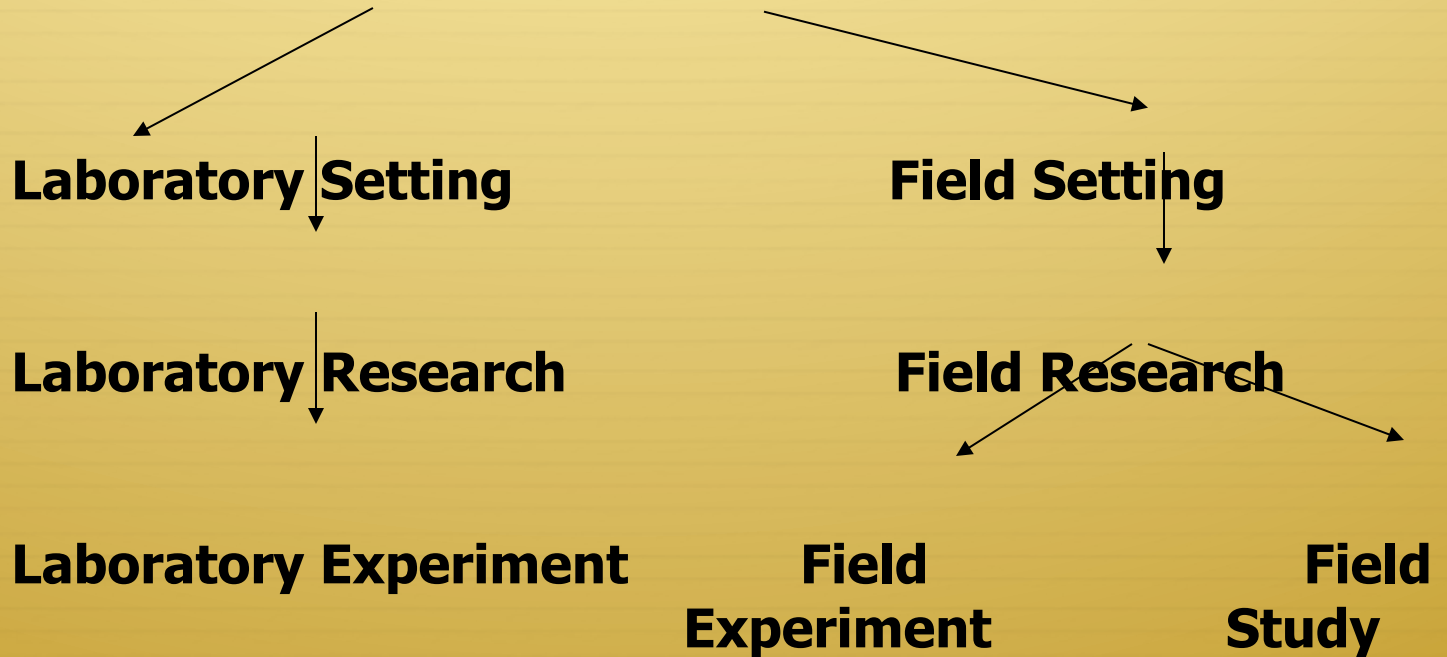 Laboratory Setting Field Setting
Laboratory Research Field Research
Laboratory Experiment Field Field
Experiment Study